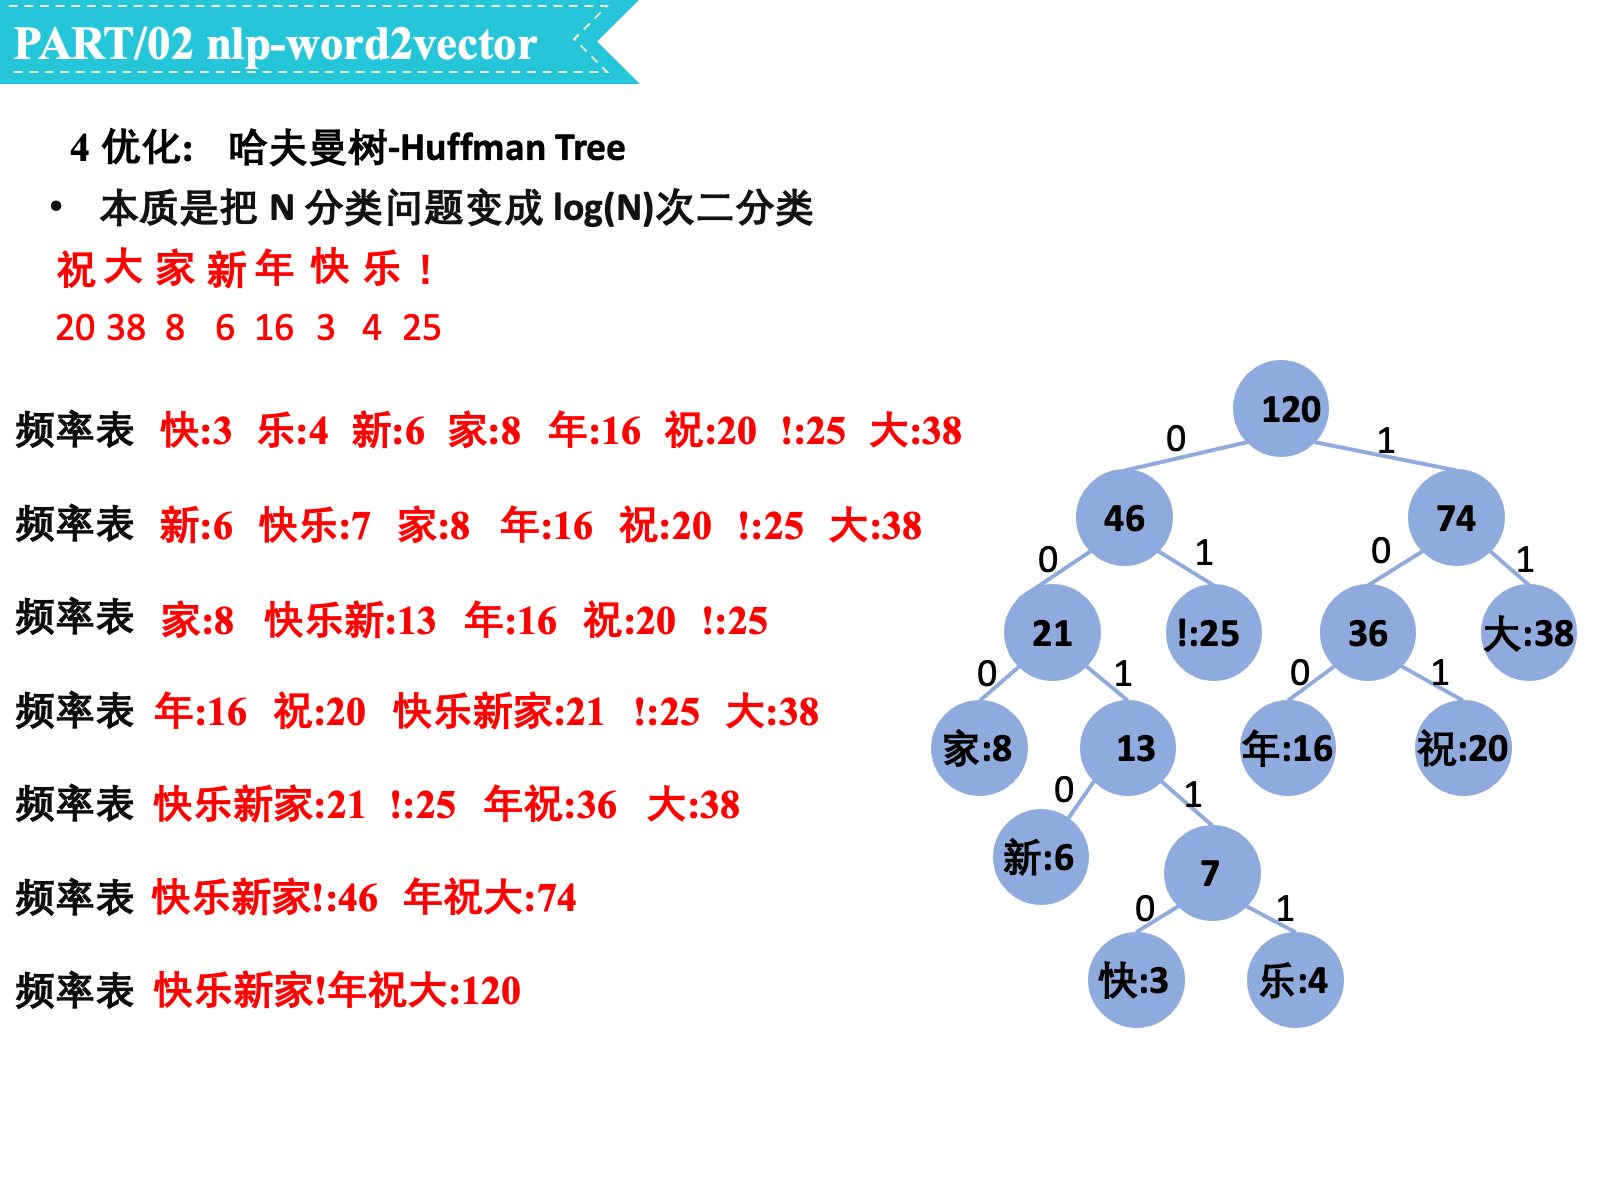 PART/02 nlp-word2vector
4 优化: 哈夫曼树-Huffman Tree
• 本质是把 N 分类问题变成 log(N)次二分类
祝 大 家 新 年 快 乐 !
20 38 8 6 16 3 4 25
频率表 快:3 乐:4 新:6 家:8 年:16 祝:20 !:25 大:38
频率表 新:6 快乐:7 家:8 年:16 祝:20 !:25 大:38
频率表 家:8 快乐新:13 年:16 祝:20 !:25
频率表 年:16 祝:20 快乐新家:21 !:25 大:38
频率表 快乐新家:21 !:25 年祝:36 大:38
频率表 快乐新家!:46 年祝大:74
频率表 快乐新家!年祝大:120
120
0 1
46 74
0 1 0 1
21 !:25 36 大:38
0 1 0 1
家:8 13 年:16 祝:20
0 1
新:6 7
0 1
快:3 乐:4